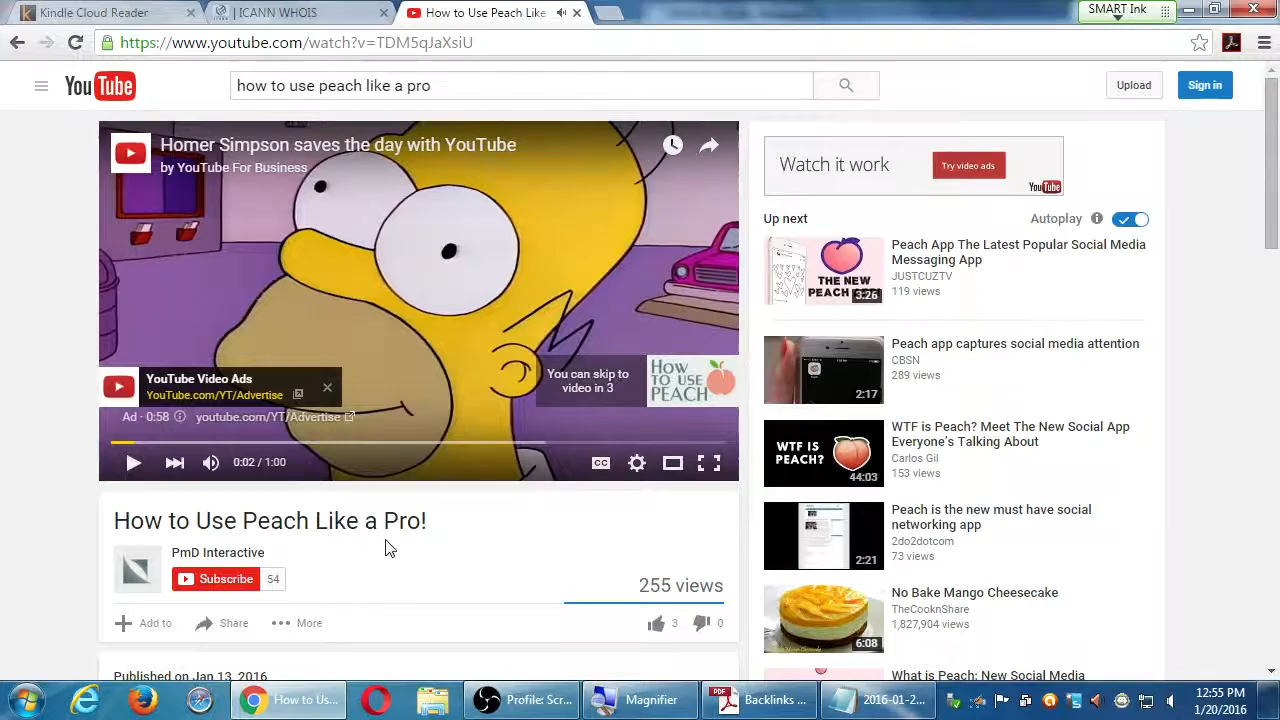 Kindle Cloud Reader
| ICANN WHOIS
How to Use Peach Like
SMART Ink
https://www.youtube.com/watch?v=TDM5qJaXsiU
YouTube
how to use peach like a pro
Upload
Sign in
Homer Simpson saves the day with YouTube
by YouTube For Business
YouTube Video Ads
YouTube.com/YT/Advertise
You can skip to
video in 3
HOW
TO USE
PEACH
Ad · 0:58
youtube.com/YT/Advertise
0:02 / 1:00
CC
How to Use Peach Like a Pro!
PmD Interactive
Subscribe
54
255 views
Add to
Share
More
3
0
Published on Jan 13, 2016
Watch it work
Try video ads
YouTube
Up next
Autoplay
THE NEW
3:26
Peach App The Latest Popular Social Media
Messaging App
JUSTCUZTV
119 views
2:17
Peach app captures social media attention
CBSN
289 views
WTF IS
PEACH?
44:03
WTF is Peach? Meet The New Social App
Everyone's Talking About
Carlos Gil
153 views
2:21
Peach is the new must have social
networking app
2do2dotcom
73 views
6:08
No Bake Mango Cheesecake
TheCooknShare
1,827,904 views
What is Peach: New Social Media
How to Us...
Profile: Scr...
Magnifier
PDF
Backlinks ...
2016-01-2...
12:55 PM
1/20/2016